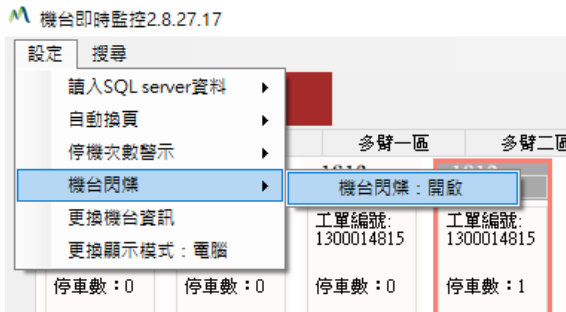 機台即時監控2.8.27.17
設定 搜尋
讀入SQL server資料
自動換頁
停機次數警示
機台閃爍
機台閃爍：開啟
更換機台資訊
更換顯示模式：電腦
多臂一區 多臂二區
工單編號: 工單編號:
1300014815 1300014815
停車數：0 停車數：0 停車數：0 停車數：1